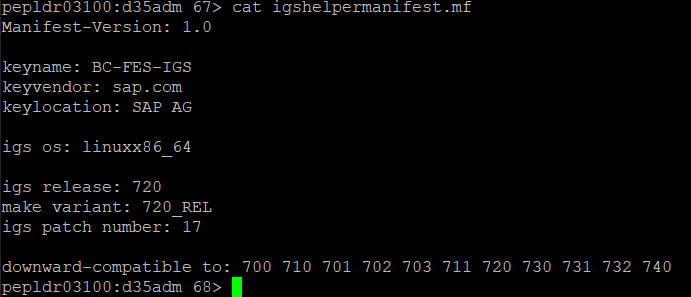 pepldr03100:d35adm 67> cat igshelpermanifest.mf
Manifest-Version: 1.0
keyname: BC-FES-IGS
keyvendor: sap.com
keylocation: SAP AG
igs os: linuxx86_64
igs release: 720
make variant: 720_REL
igs patch number: 17
downward-compatible to: 700 710 701 702 703 711 720 730 731 732 740
pepldr03100:d35adm 68>